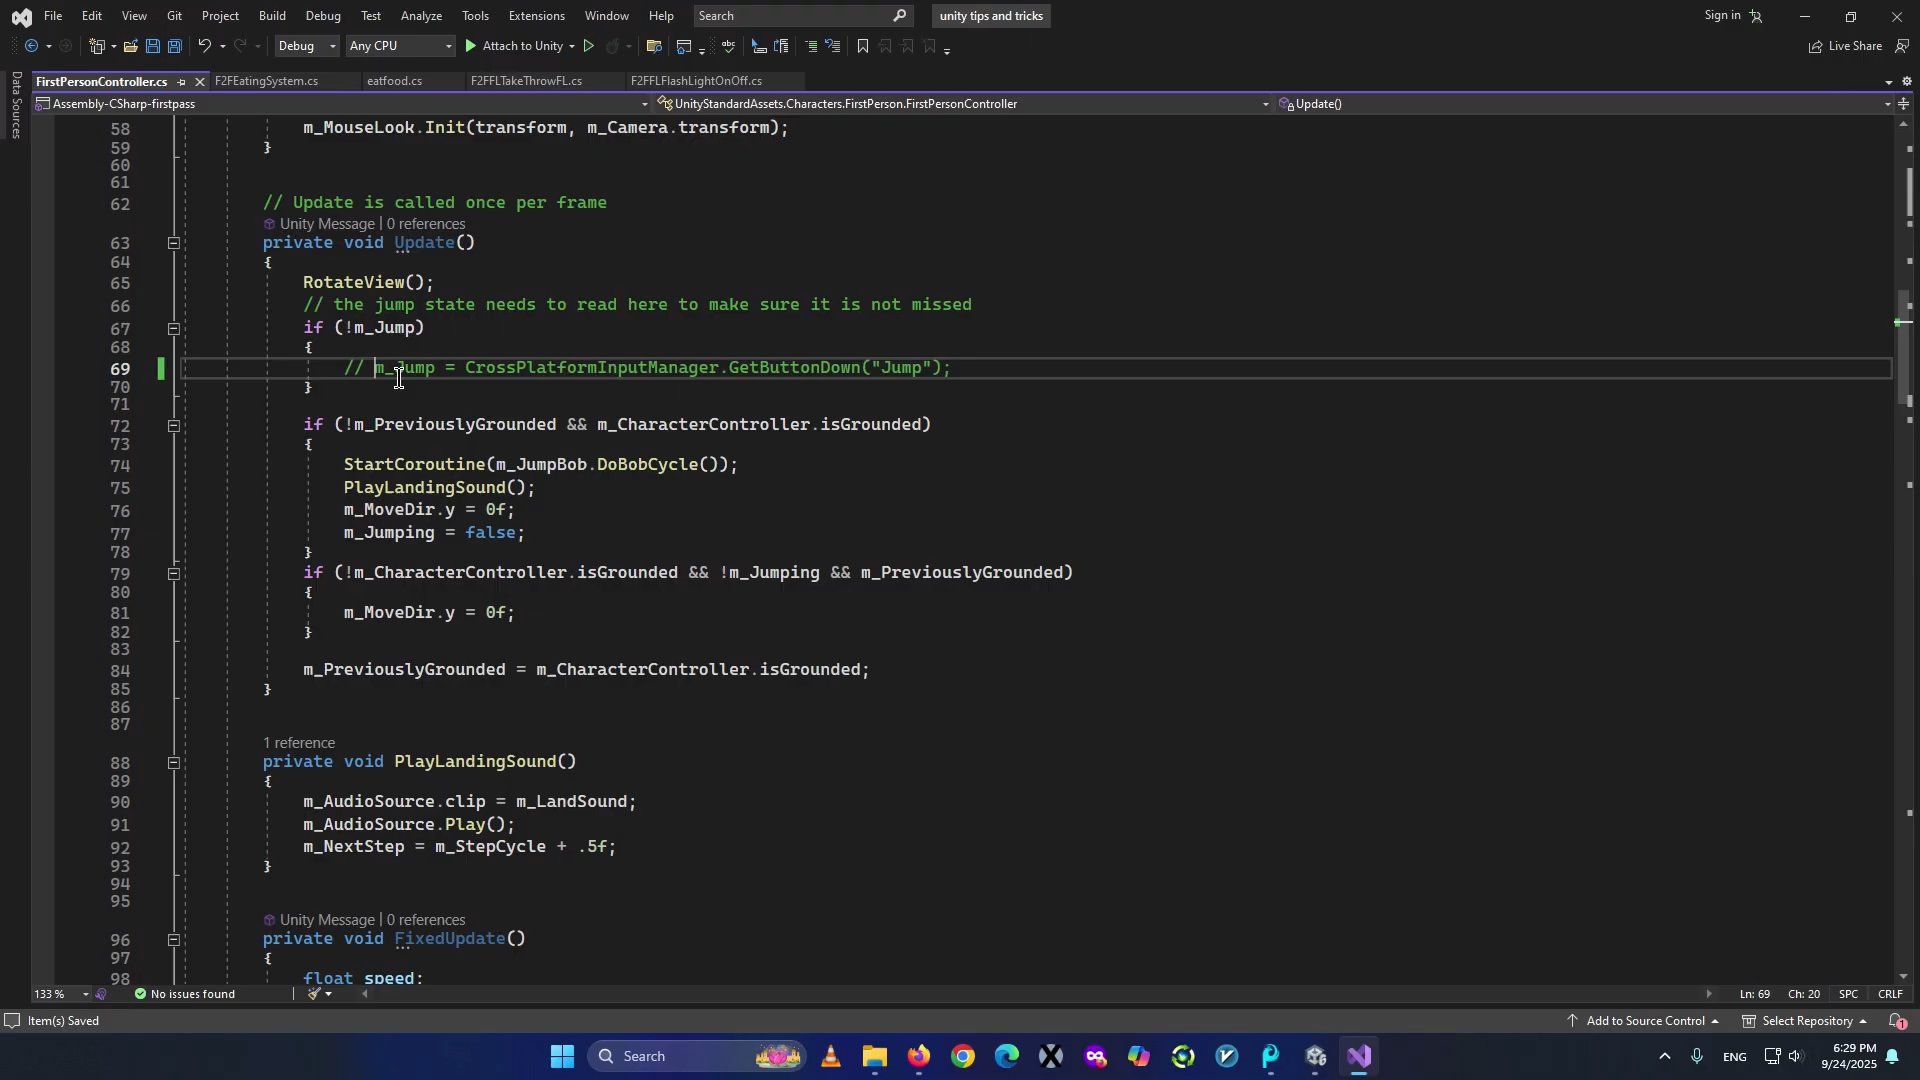 File Edit View Git Project Build Debug Test Analyze Tools Extensions Window Help Search unity tips and tricks Sign in
Debug Any CPU Attach to Unity Live Share
FirstPersonController.cs F2FEatingSystem.cs eatfood.cs F2FFLTakeThrowFL.cs F2FFLFlashLightOnOff.cs
Assembly-CSharp-firstpass UnityStandardAssets.Characters.FirstPerson.FirstPersonController Update()
Data Sources
58 m_MouseLook.Init(transform, m_Camera.transform);
59 }
60
61
62 // Update is called once per frame
Unity Message | 0 references
63 private void Update()
64 {
65 RotateView();
66 // the jump state needs to read here to make sure it is not missed
67 if (!m_Jump)
68 {
69 // m_Jump = CrossPlatformInputManager.GetButtonDown("Jump");
70 }
71
72 if (!m_PreviouslyGrounded && m_CharacterController.isGrounded)
73 {
74 StartCoroutine(m_JumpBob.DoBobCycle());
75 PlayLandingSound();
76 m_MoveDir.y = 0f;
77 m_Jumping = false;
78 }
79 if (!m_CharacterController.isGrounded && !m_Jumping && m_PreviouslyGrounded)
80 {
81 m_MoveDir.y = 0f;
82 }
83
84 m_PreviouslyGrounded = m_CharacterController.isGrounded;
85 }
86
87
1 reference
88 private void PlayLandingSound()
89 {
90 m_AudioSource.clip = m_LandSound;
91 m_AudioSource.Play();
92 m_NextStep = m_StepCycle + .5f;
93 }
94
95
Unity Message | 0 references
96 private void FixedUpdate()
97 {
98 float speed;
133 % No issues found Ln: 69 Ch: 20 SPC CRLF
Item(s) Saved Add to Source Control Select Repository 1
Search ENG 6:29 PM
9/24/2025